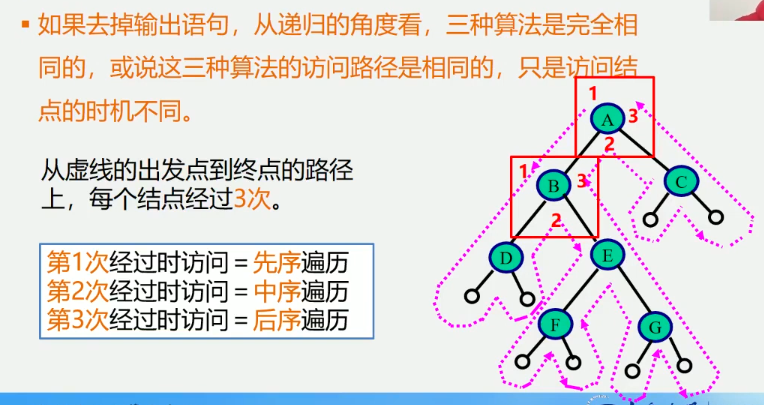 如果去掉输出语句，从递归的角度看，三种算法是完全相
同的，或说这三种算法的访问路径是相同的，只是访问结
点的时机不同。
从虚线的出发点到终点的路径
上，每个结点经过3次。
第1次经过时访问＝先序遍历
第2次经过时访问＝中序遍历
第3次经过时访问＝后序遍历
1
A
3
2
1
B
3
C
2
D
E
F
G